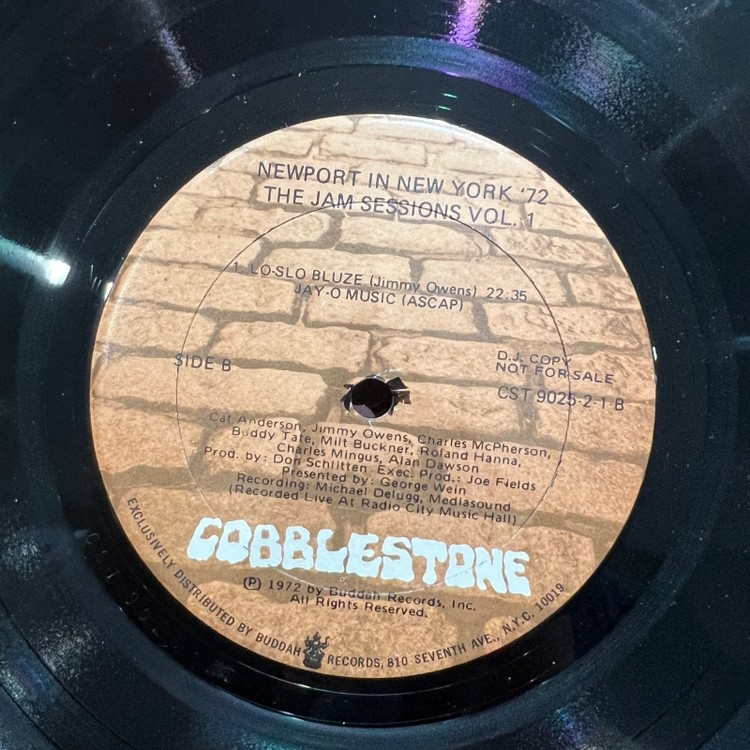 NEWPORT IN NEW YORK '72
THE JAM SESSIONS VOL. 1
1. LO-SLO BLUZE (Jimmy Owens) 22:35
JAY-O MUSIC (ASCAP)
SIDE B
D.J. COPY
NOT FOR SALE
CST 9025-2-1 B
Cat Anderson, Jimmy Owens, Charles McPherson,
Buddy Tate, Milt Buckner, Roland Hanna,
Charles Mingus, Alan Dawson
Prod. by: Don Schlitten Exec. Prod.: Joe Fields
Presented by: George Wein
Recording: Michael Delugg, Mediasound
(Recorded Live At Radio City Music Hall)
COBBLESTONE
Ⓟ 1972 by Buddah Records, Inc.
All Rights Reserved.
EXCLUSIVELY DISTRIBUTED BY BUDDAH RECORDS, 810 SEVENTH AVE., N.Y.C. 10019